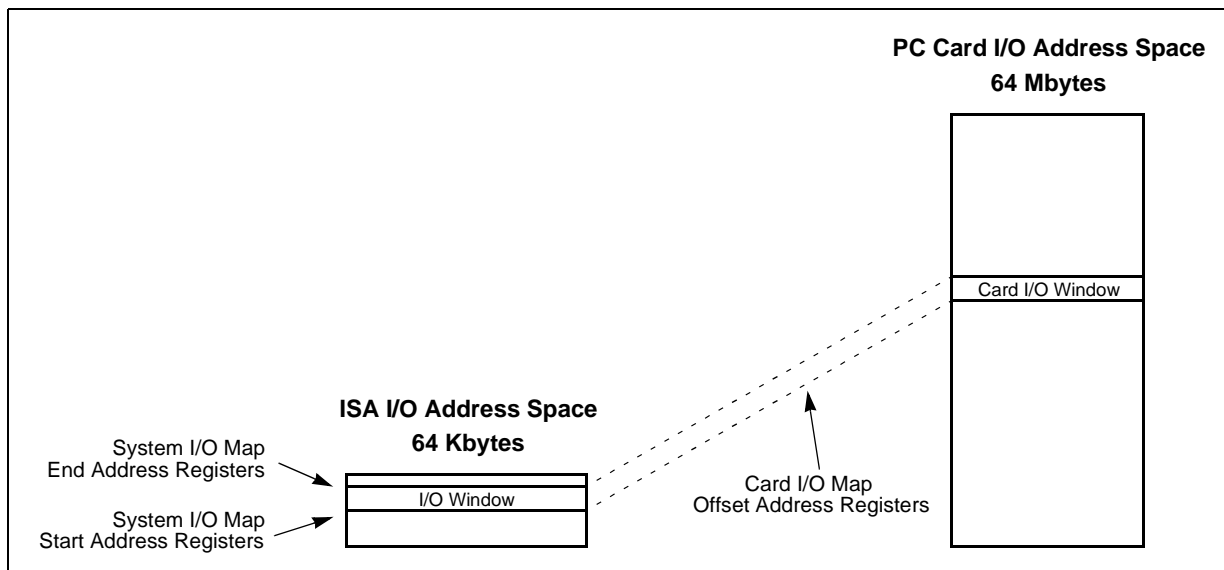 PC Card I/O Address Space
64 Mbytes
Card I/O Window
ISA I/O Address Space
64 Kbytes
System I/O Map
End Address Registers
I/O Window
System I/O Map
Start Address Registers
Card I/O Map
Offset Address Registers